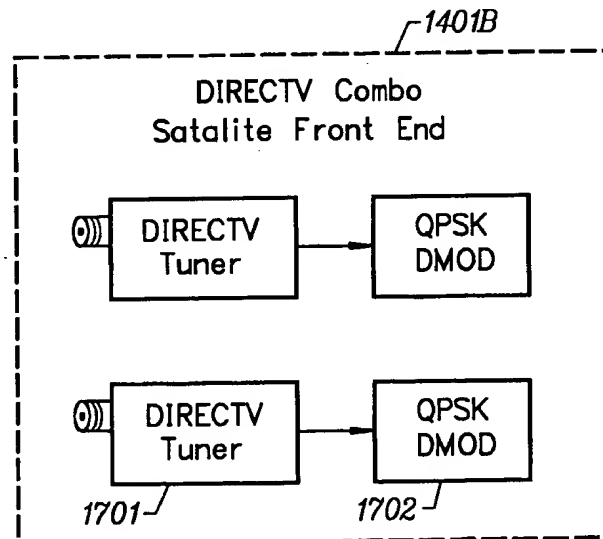 1401B
DIRECTV Combo
Satalite Front End
DIRECTV
Tuner
QPSK
DMOD
DIRECTV
Tuner
QPSK
DMOD
1701
1702